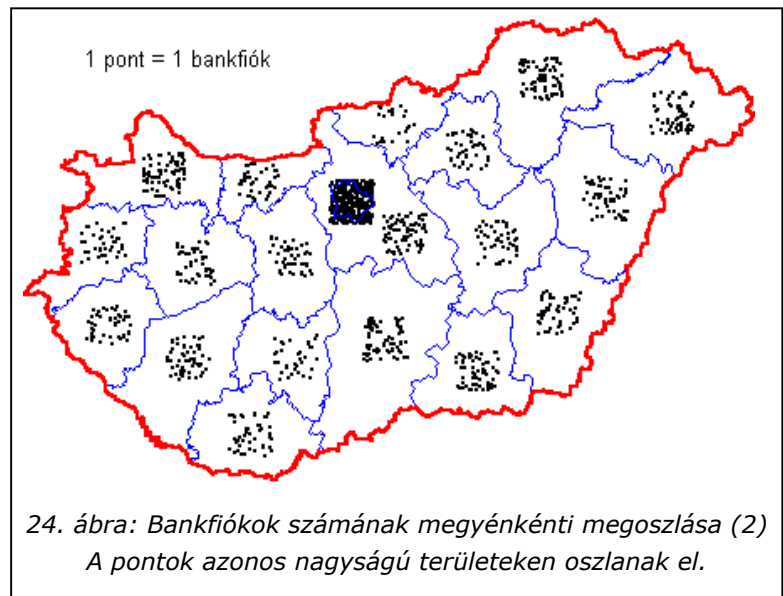 1 pont = 1 bankfiók
24. ábra: Bankfiókok számának megyénkénti megoszlása (2)
A pontok azonos nagyságú területeken oszlanak el.